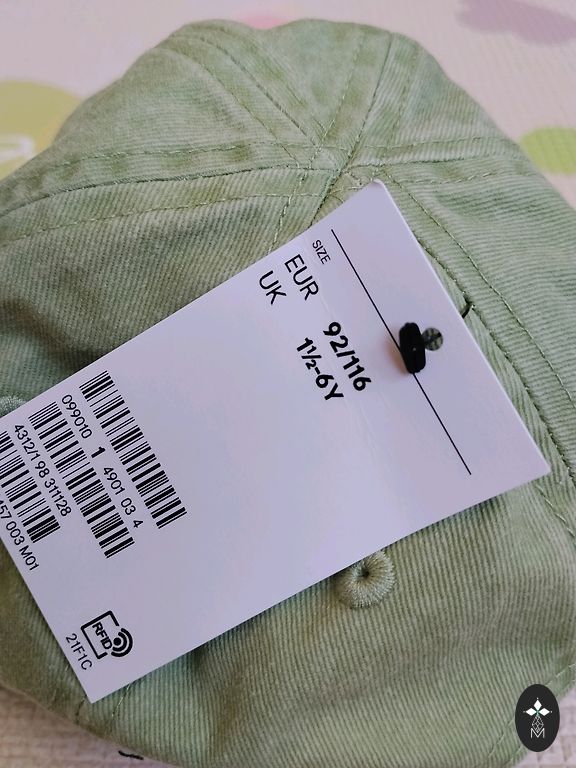 SIZE
EUR 92/116
UK 1½-6Y
099010 1 4901 03 4
4312/1 98 311128
157 003 M01
RFID
21F1C
M